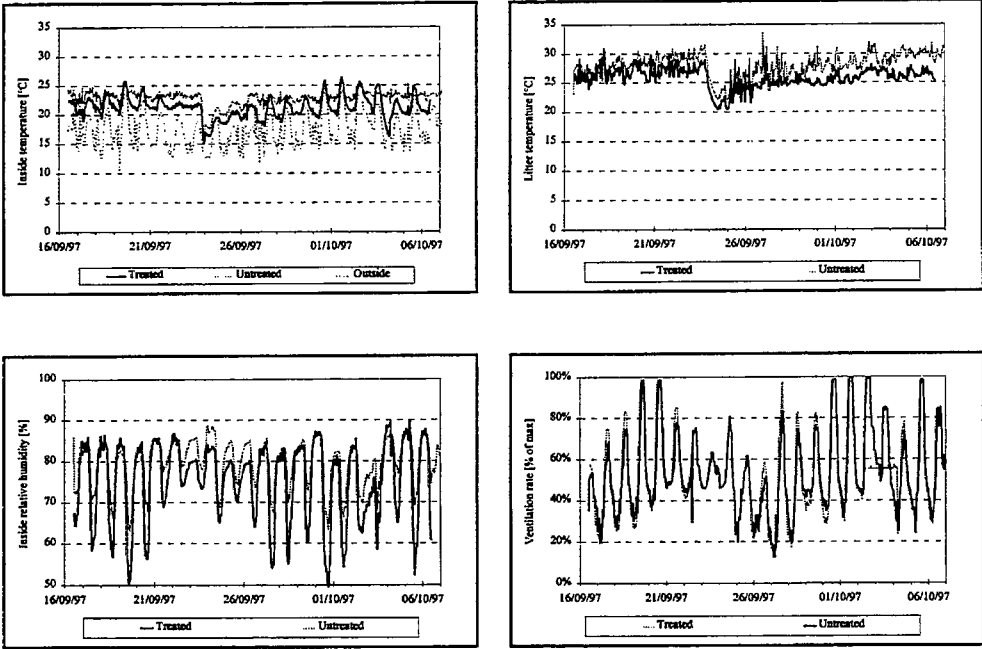 35
30
25
20
15
10
5
0
Inside temperature [°C]
16/09/97 21/09/97 26/09/97 01/10/97 06/10/97
Treated Untreated Outside
35
30
25
20
15
10
5
0
Litter temperature [°C]
16/09/97 21/09/97 26/09/97 01/10/97 06/10/97
Treated Untreated
100
90
80
70
60
50
Inside relative humidity [%]
16/09/97 21/09/97 26/09/97 01/10/97 06/10/97
Treated Untreated
100%
80%
60%
40%
20%
0%
Ventilation rate [% of max]
16/09/97 21/09/97 26/09/97 01/10/97 06/10/97
Treated Untreated